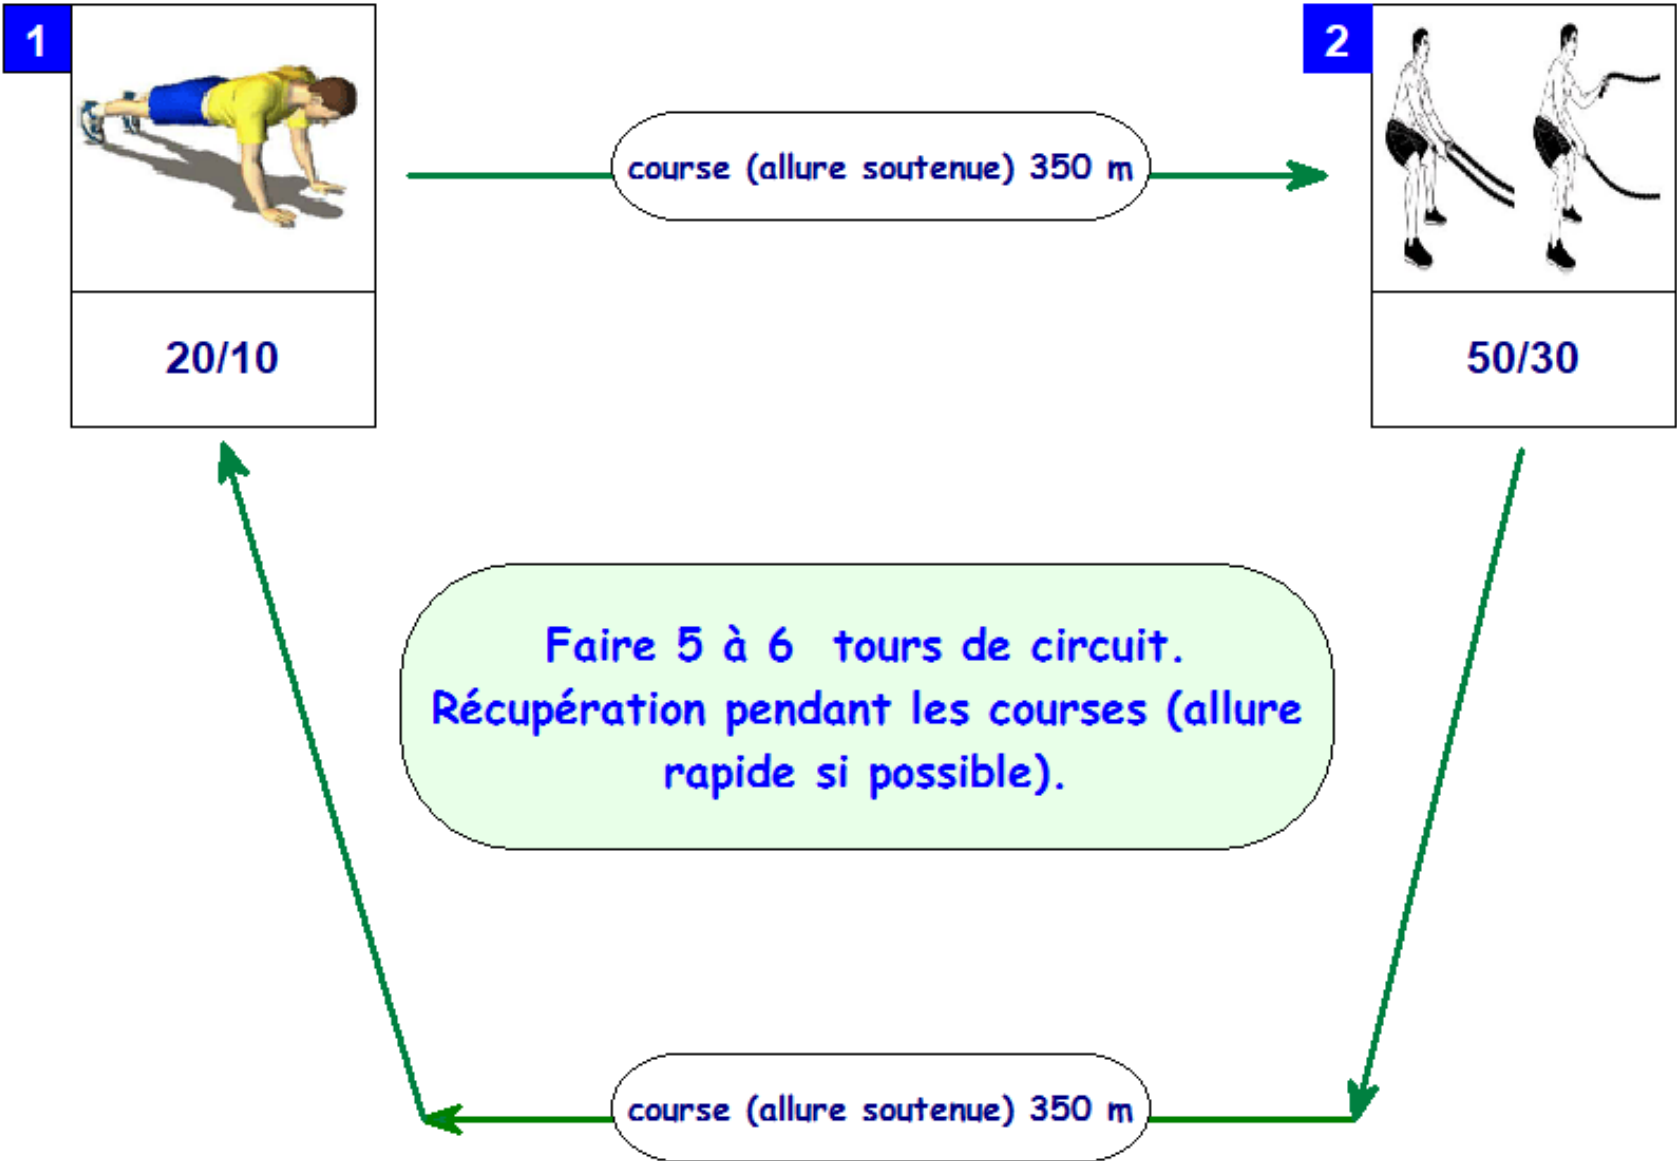 1
2
course (allure soutenue) 350 m
20/10
50/30
Faire 5 à 6 tours de circuit.
Récupération pendant les courses (allure
rapide si possible).
course (allure soutenue) 350 m